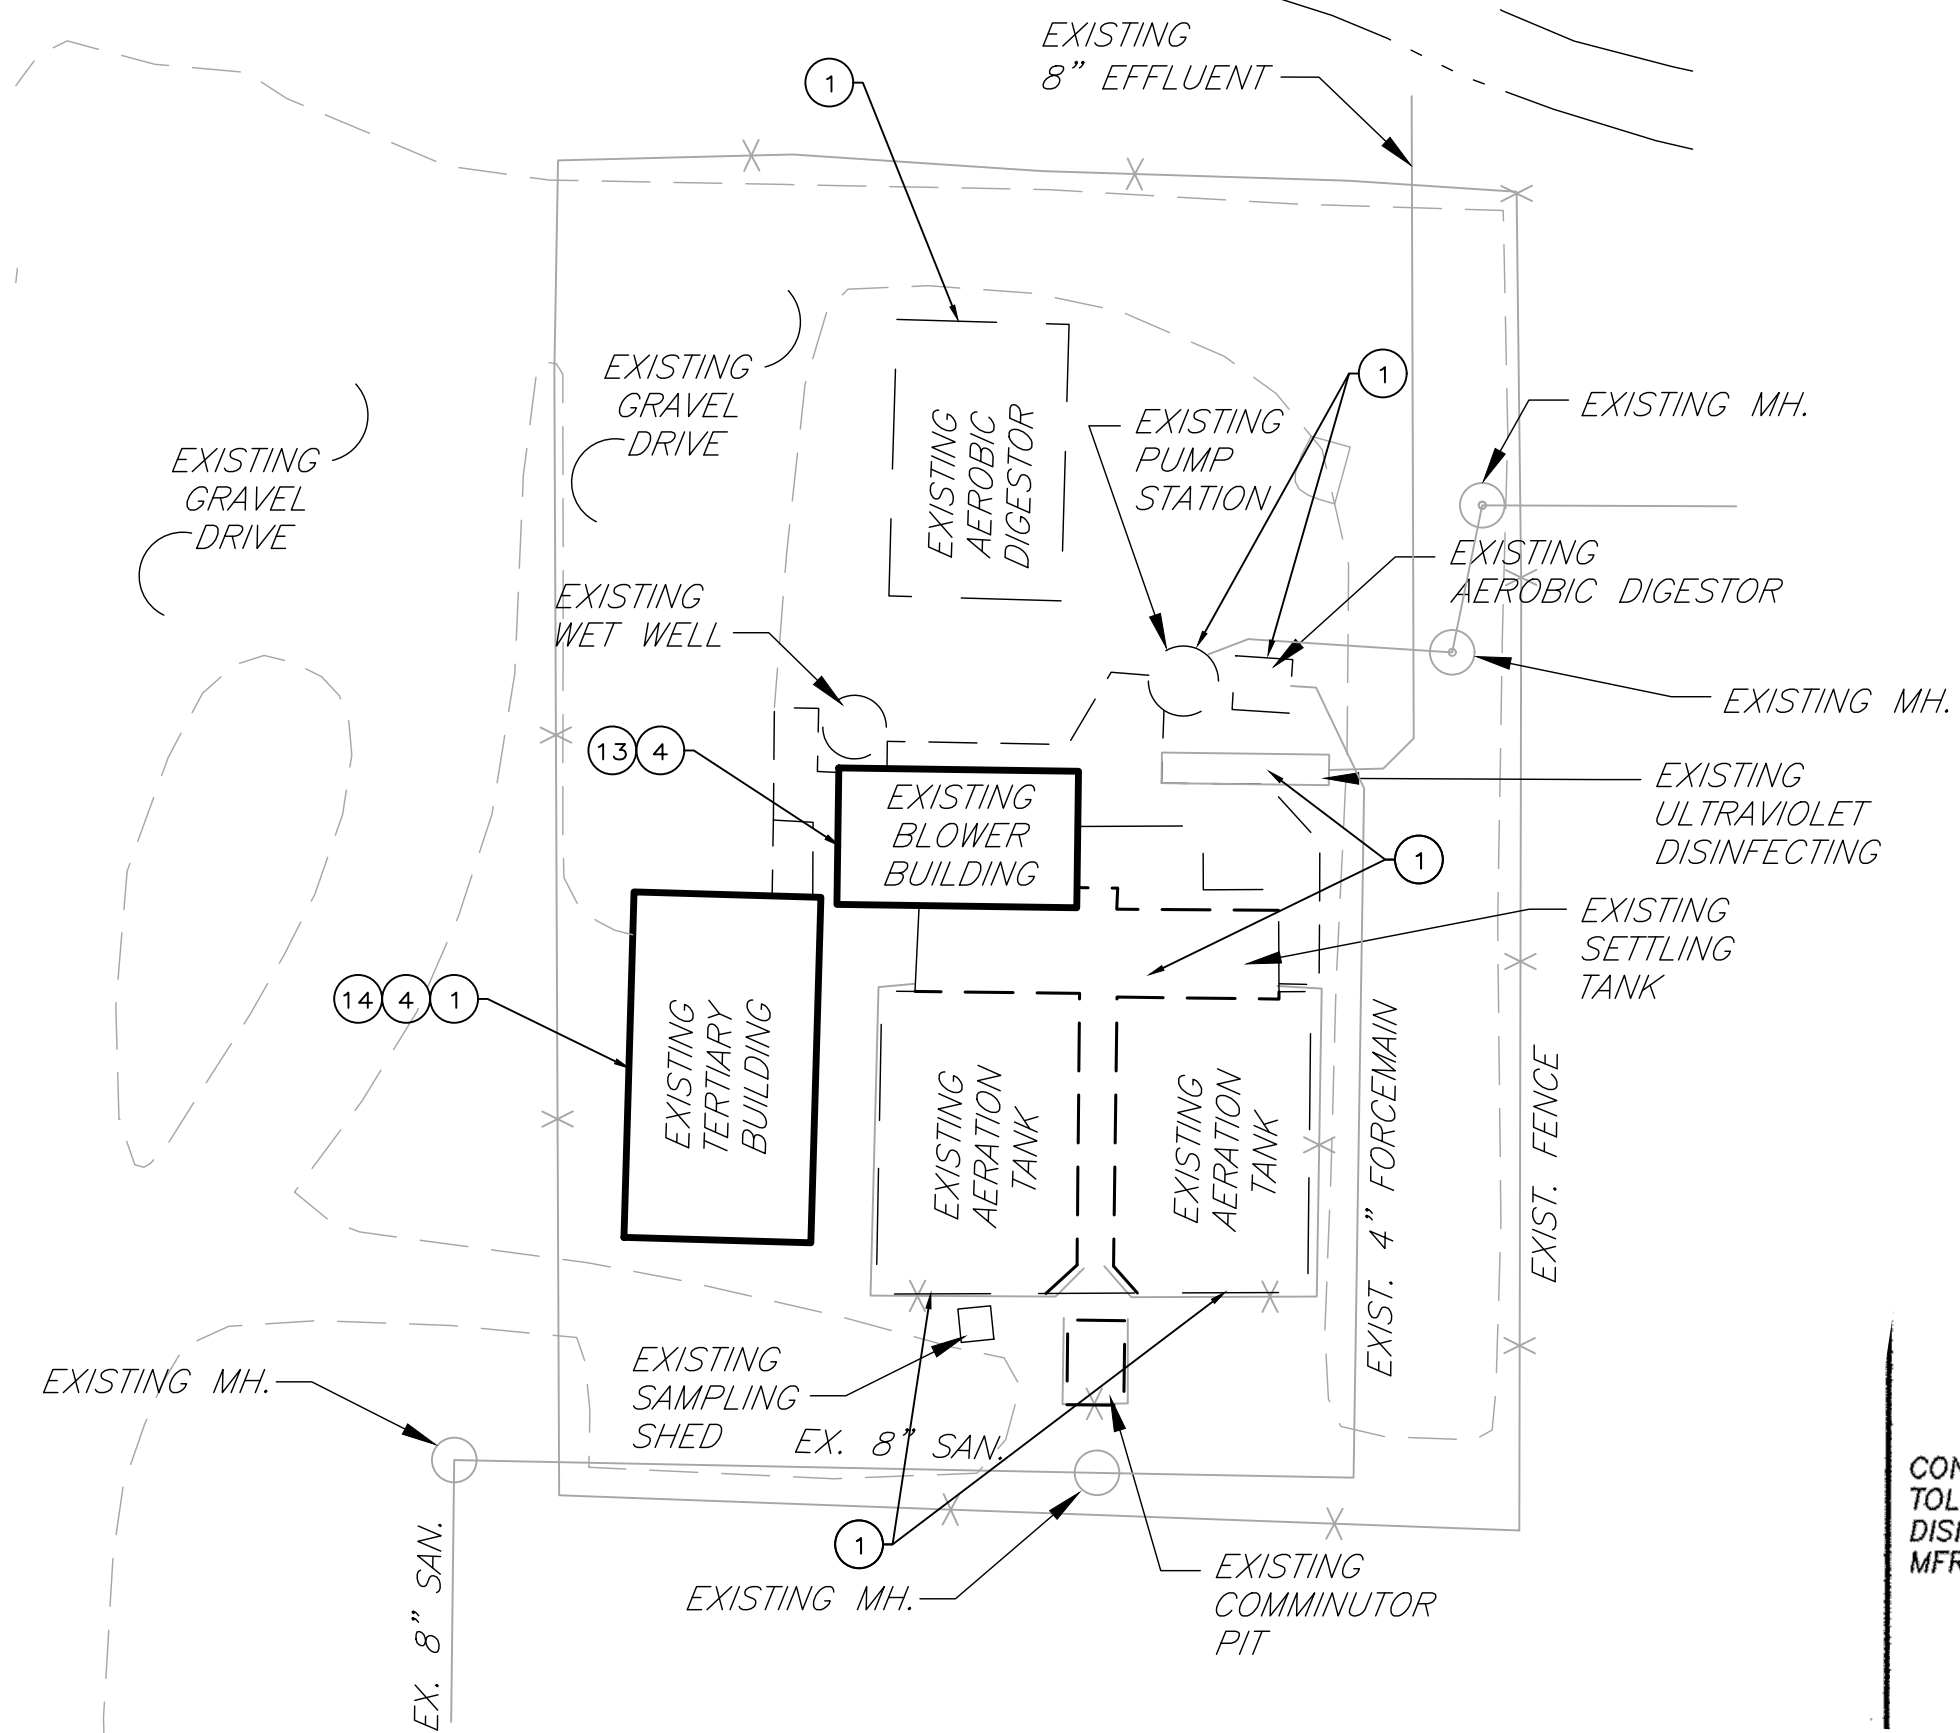 EXISTING
8" EFFLUENT
1
EXISTING
GRAVEL
DRIVE
EXISTING
GRAVEL
DRIVE
EXISTING
AEROBIC
DIGESTOR
EXISTING
PUMP
STATION
1
EXISTING MH.
EXISTING
AEROBIC DIGESTOR
EXISTING
WET WELL
EXISTING MH.
13 4
EXISTING
BLOWER
BUILDING
EXISTING
ULTRAVIOLET
DISINFECTING
1
EXISTING
SETTLING
TANK
14 4 1
EXISTING
TERTIARY
BUILDING
EXISTING
AERATION
TANK
EXISTING
AERATION
TANK
EXIST. 4" FORCEMAIN
EXIST. FENCE
EXISTING MH.
EXISTING
SAMPLING
SHED
EX. 8" SAN.
EX. 8" SAN.
1
EXISTING MH.
EXISTING
COMMINUTOR
PIT
TOL
MFR